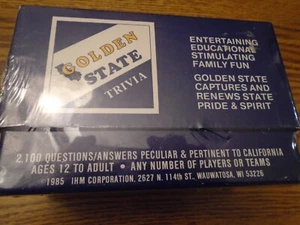 GOLDEN
STATE
TRIVIA
ENTERTAINING
EDUCATIONAL
STIMULATING
FAMILY FUN
GOLDEN STATE
CAPTURES AND
RENEWS STATE
PRIDE & SPIRIT
2,100 QUESTIONS/ANSWERS PECULIAR & PERTINENT TO CALIFORNIA
AGES 12 TO ADULT • ANY NUMBER OF PLAYERS OR TEAMS
1985 IHM CORPORATION, 2627 N. 114th ST., WAUWATOSA, WI 53226